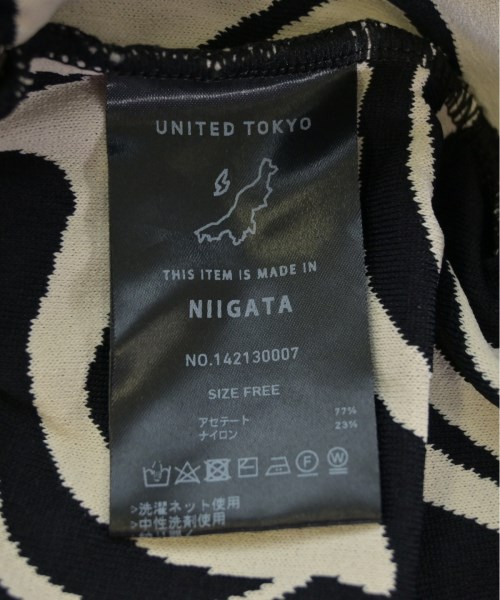 UNITED TOKYO
THIS ITEM IS MADE IN
NIIGATA
NO.142130007
SIZE FREE
アセテート 77%
ナイロン 23%
F W
>洗濯ネット使用
>中性洗剤使用